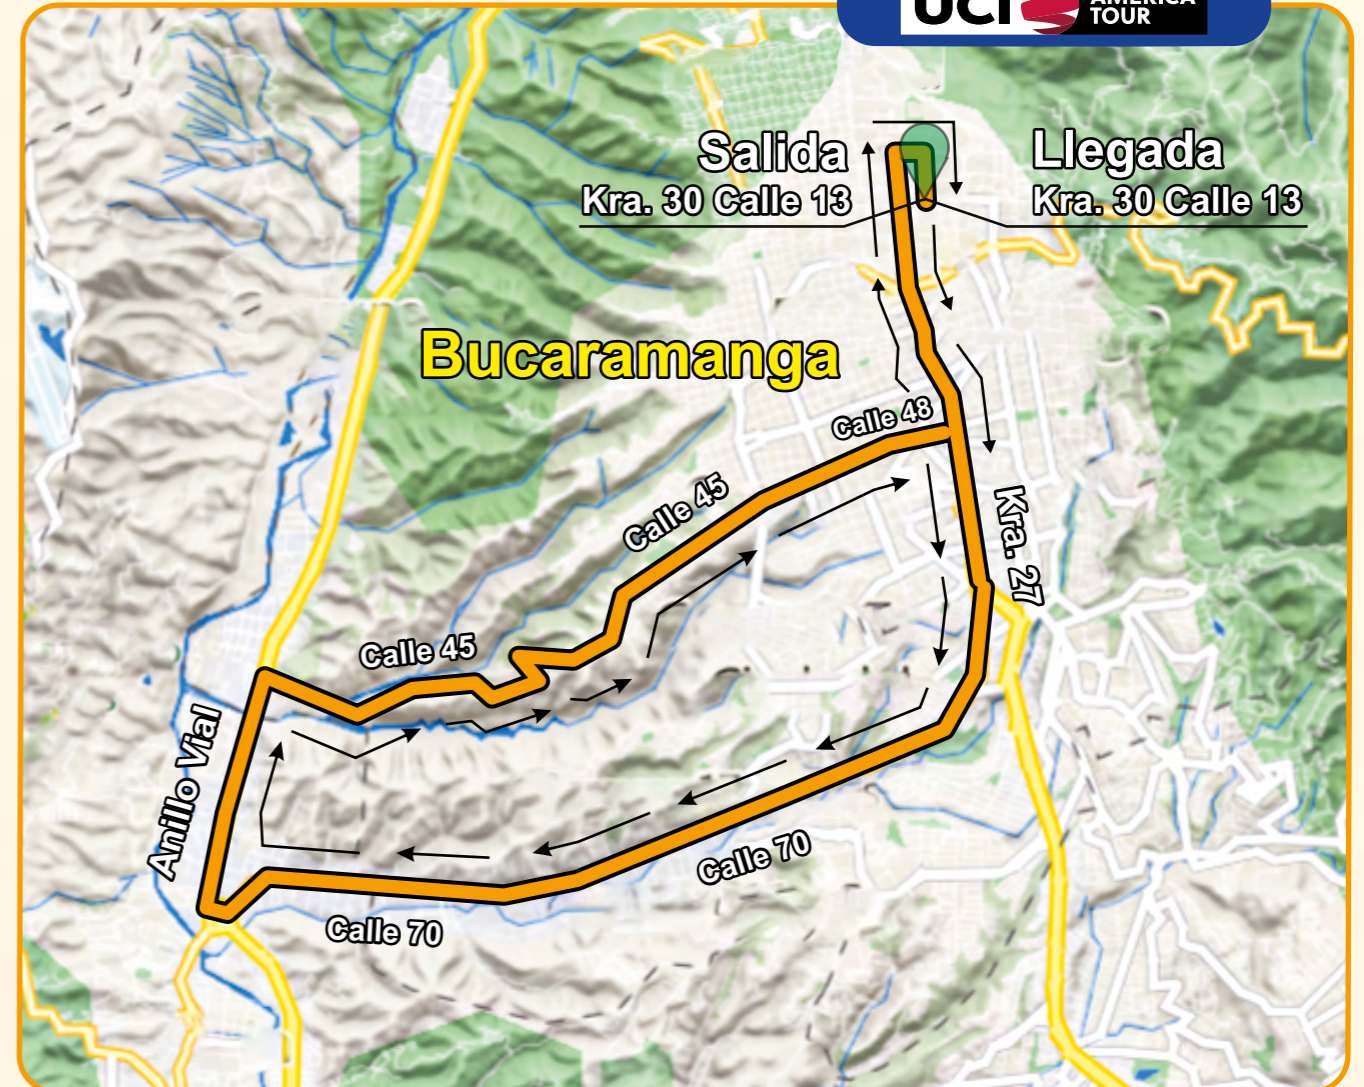 UCI AMERICA
TOUR
Salida
Kra. 30 Calle 13
Llegada
Kra. 30 Calle 13
Bucaramanga
Calle 48
Calle 45
Kra. 27
Calle 45
Anillo Vial
Calle 70
Calle 70